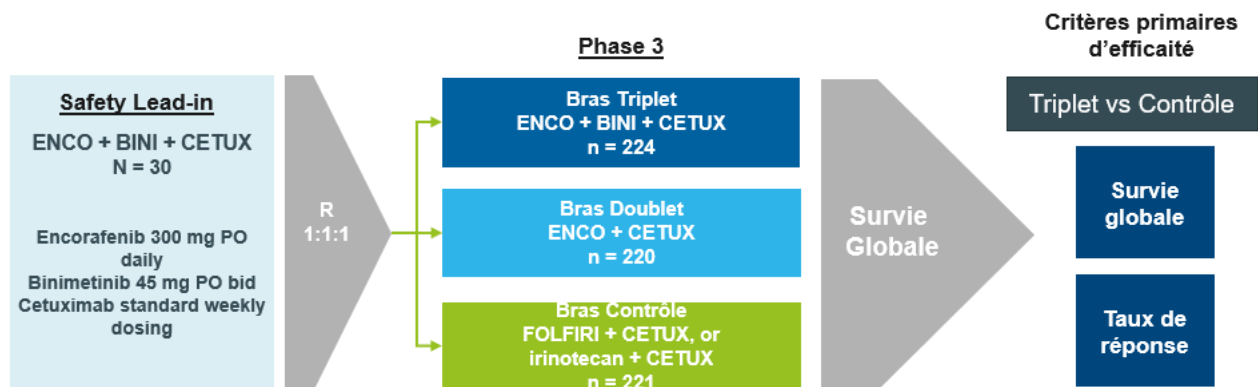 Safety Lead-in
ENCO + BINI + CETUX
N = 30
Encorafenib 300 mg PO
daily
Binimetinib 45 mg PO bid
Cetuximab standard weekly
dosing
R
1:1:1
Phase 3
Bras Triplet
ENCO + BINI + CETUX
n = 224
Bras Doublet
ENCO + CETUX
n = 220
Bras Contrôle
FOLFIRI + CETUX, or
irinotecan + CETUX
n = 221
Survie
Globale
Critères primaires
d’efficaité
Triplet vs Contrôle
Survie
globale
Taux de
réponse